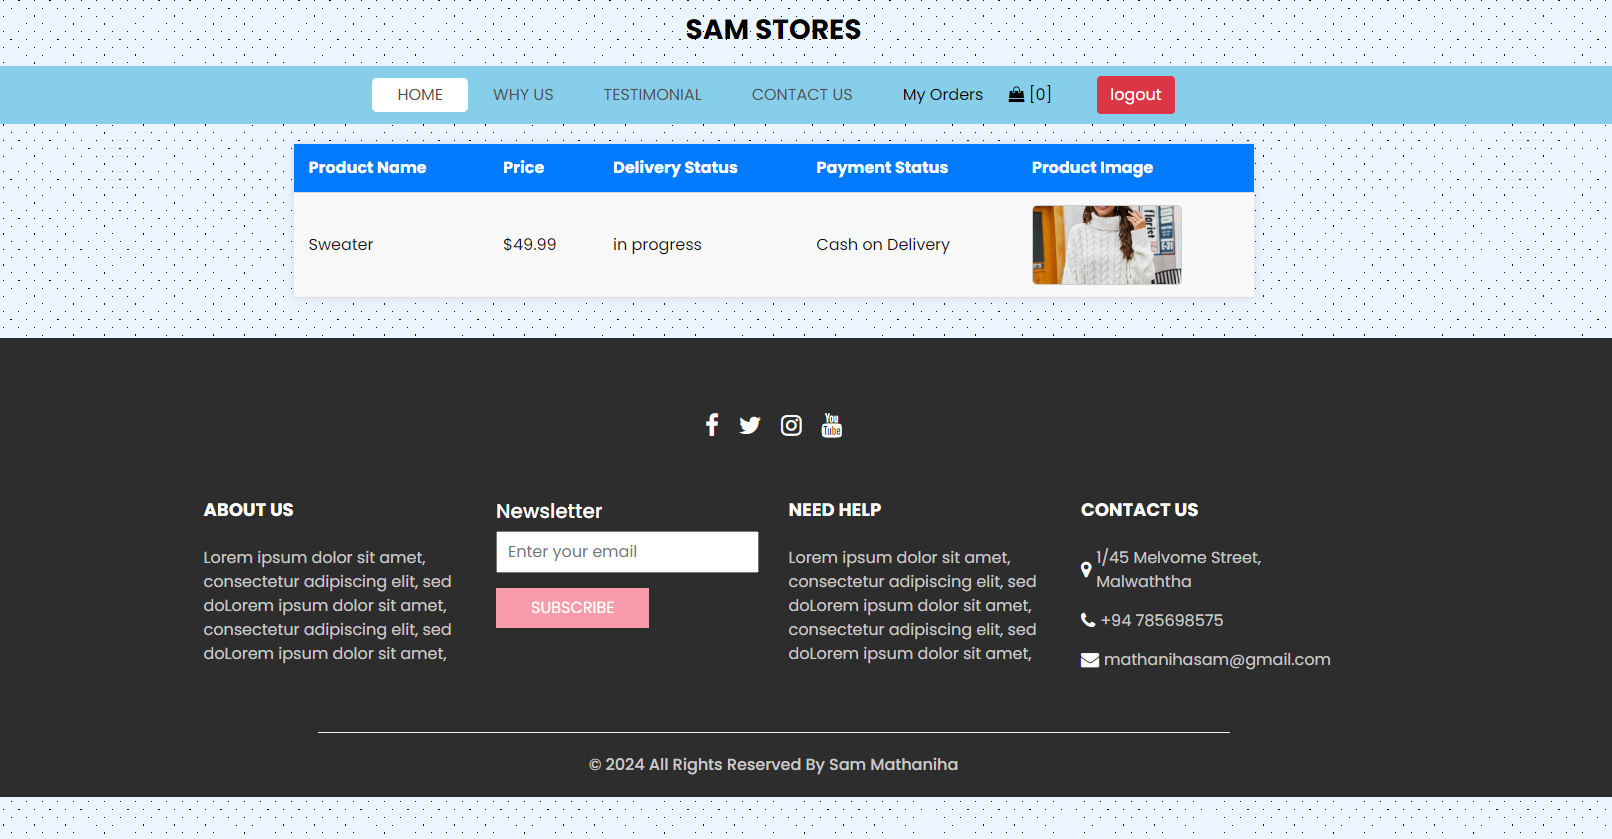 SAM STORES
HOME WHY US TESTIMONIAL CONTACT US My Orders [0] logout
Product Name Price Delivery Status Payment Status Product Image
Sweater $49.99 in progress Cash on Delivery
florist
You
Tube
ABOUT US
Lorem ipsum dolor sit amet,
consectetur adipiscing elit, sed
doLorem ipsum dolor sit amet,
consectetur adipiscing elit, sed
doLorem ipsum dolor sit amet,
Newsletter
Enter your email
SUBSCRIBE
NEED HELP
Lorem ipsum dolor sit amet,
consectetur adipiscing elit, sed
doLorem ipsum dolor sit amet,
consectetur adipiscing elit, sed
doLorem ipsum dolor sit amet,
CONTACT US
1/45 Melvome Street,
Malwaththa
+94 785698575
mathanihasam@gmail.com
© 2024 All Rights Reserved By Sam Mathaniha